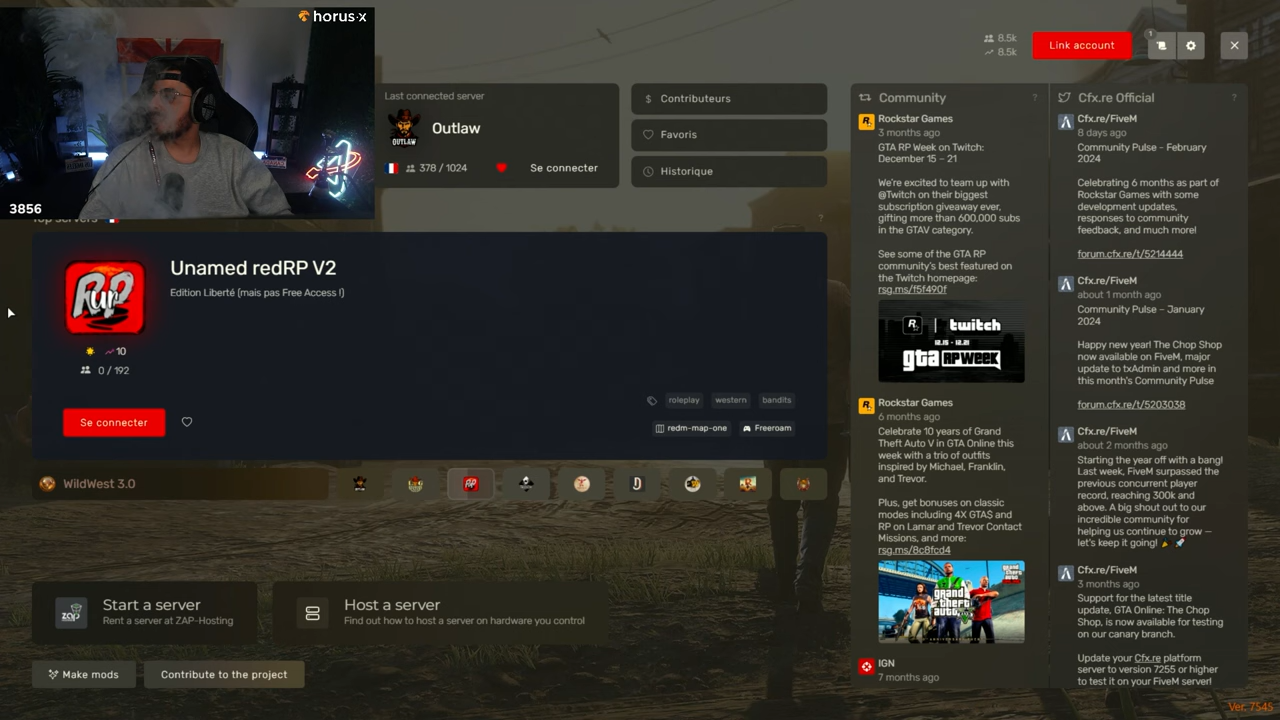 horus·x
3856
Last connected server
Outlaw
OUTLAW
378 / 1024
Se connecter
Contributeurs
Favoris
Historique
8.5k
8.5k
Link account
1
Top servers
?
Unamed redRP V2
Edition Liberté (mais pas Free Access !)
RUP
10
0 / 192
Se connecter
roleplay western bandits
redm-map-one Freeroam
WildWest 3.0
Start a server
Rent a server at ZAP-Hosting
zap
Host a server
Find out how to host a server on hardware you control
Make mods
Contribute to the project
Community ?
Rockstar Games
3 months ago
GTA RP Week on Twitch:
December 15 – 21
We're excited to team up with
@Twitch on their biggest
subscription giveaway ever,
gifting more than 600,000 subs
in the GTAV category.
See some of the GTA RP
community's best featured on
the Twitch homepage:
rsg.ms/f5f490f
R twitch
12.15 - 12.21
gta RP WEEK
Rockstar Games
6 months ago
Celebrate 10 years of Grand
Theft Auto V in GTA Online this
week with a trio of outfits
inspired by Michael, Franklin,
and Trevor.
Plus, get bonuses on classic
modes including 4X GTA$ and
RP on Lamar and Trevor Contact
Missions, and more:
rsg.ms/8c8fcd4
grand
theft
auto
IGN
7 months ago
Cfx.re Official ?
Cfx.re/FiveM
8 days ago
Community Pulse – February
2024
Celebrating 6 months as part of
Rockstar Games with some
development updates,
responses to community
feedback, and much more!
forum.cfx.re/t/5214444
Cfx.re/FiveM
about 1 month ago
Community Pulse – January
2024
Happy new year! The Chop Shop
now available on FiveM, major
update to txAdmin and more in
this month's Community Pulse
forum.cfx.re/t/5203038
Cfx.re/FiveM
about 2 months ago
Starting the year off with a bang!
Last week, FiveM surpassed the
previous concurrent player
record, reaching 300k and
above. A big shout out to our
incredible community for
helping us continue to grow —
let's keep it going!
Cfx.re/FiveM
3 months ago
Support for the latest title
update, GTA Online: The Chop
Shop, is now available for testing
on our canary branch.
Update your Cfx.re platform
server to version 7255 or higher
to test it on your FiveM server!
Ver. 7545